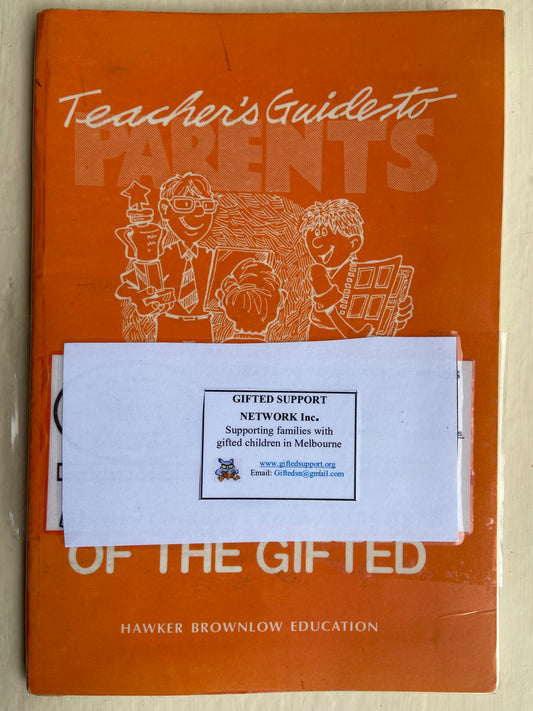 Teacher's Guide to
PARENTS
GIFTED SUPPORT
NETWORK Inc.
Supporting families with
gifted children in Melbourne
www.giftedsupport.org
Email: Giftedsn@gmail.com
OF THE GIFTED
HAWKER BROWNLOW EDUCATION